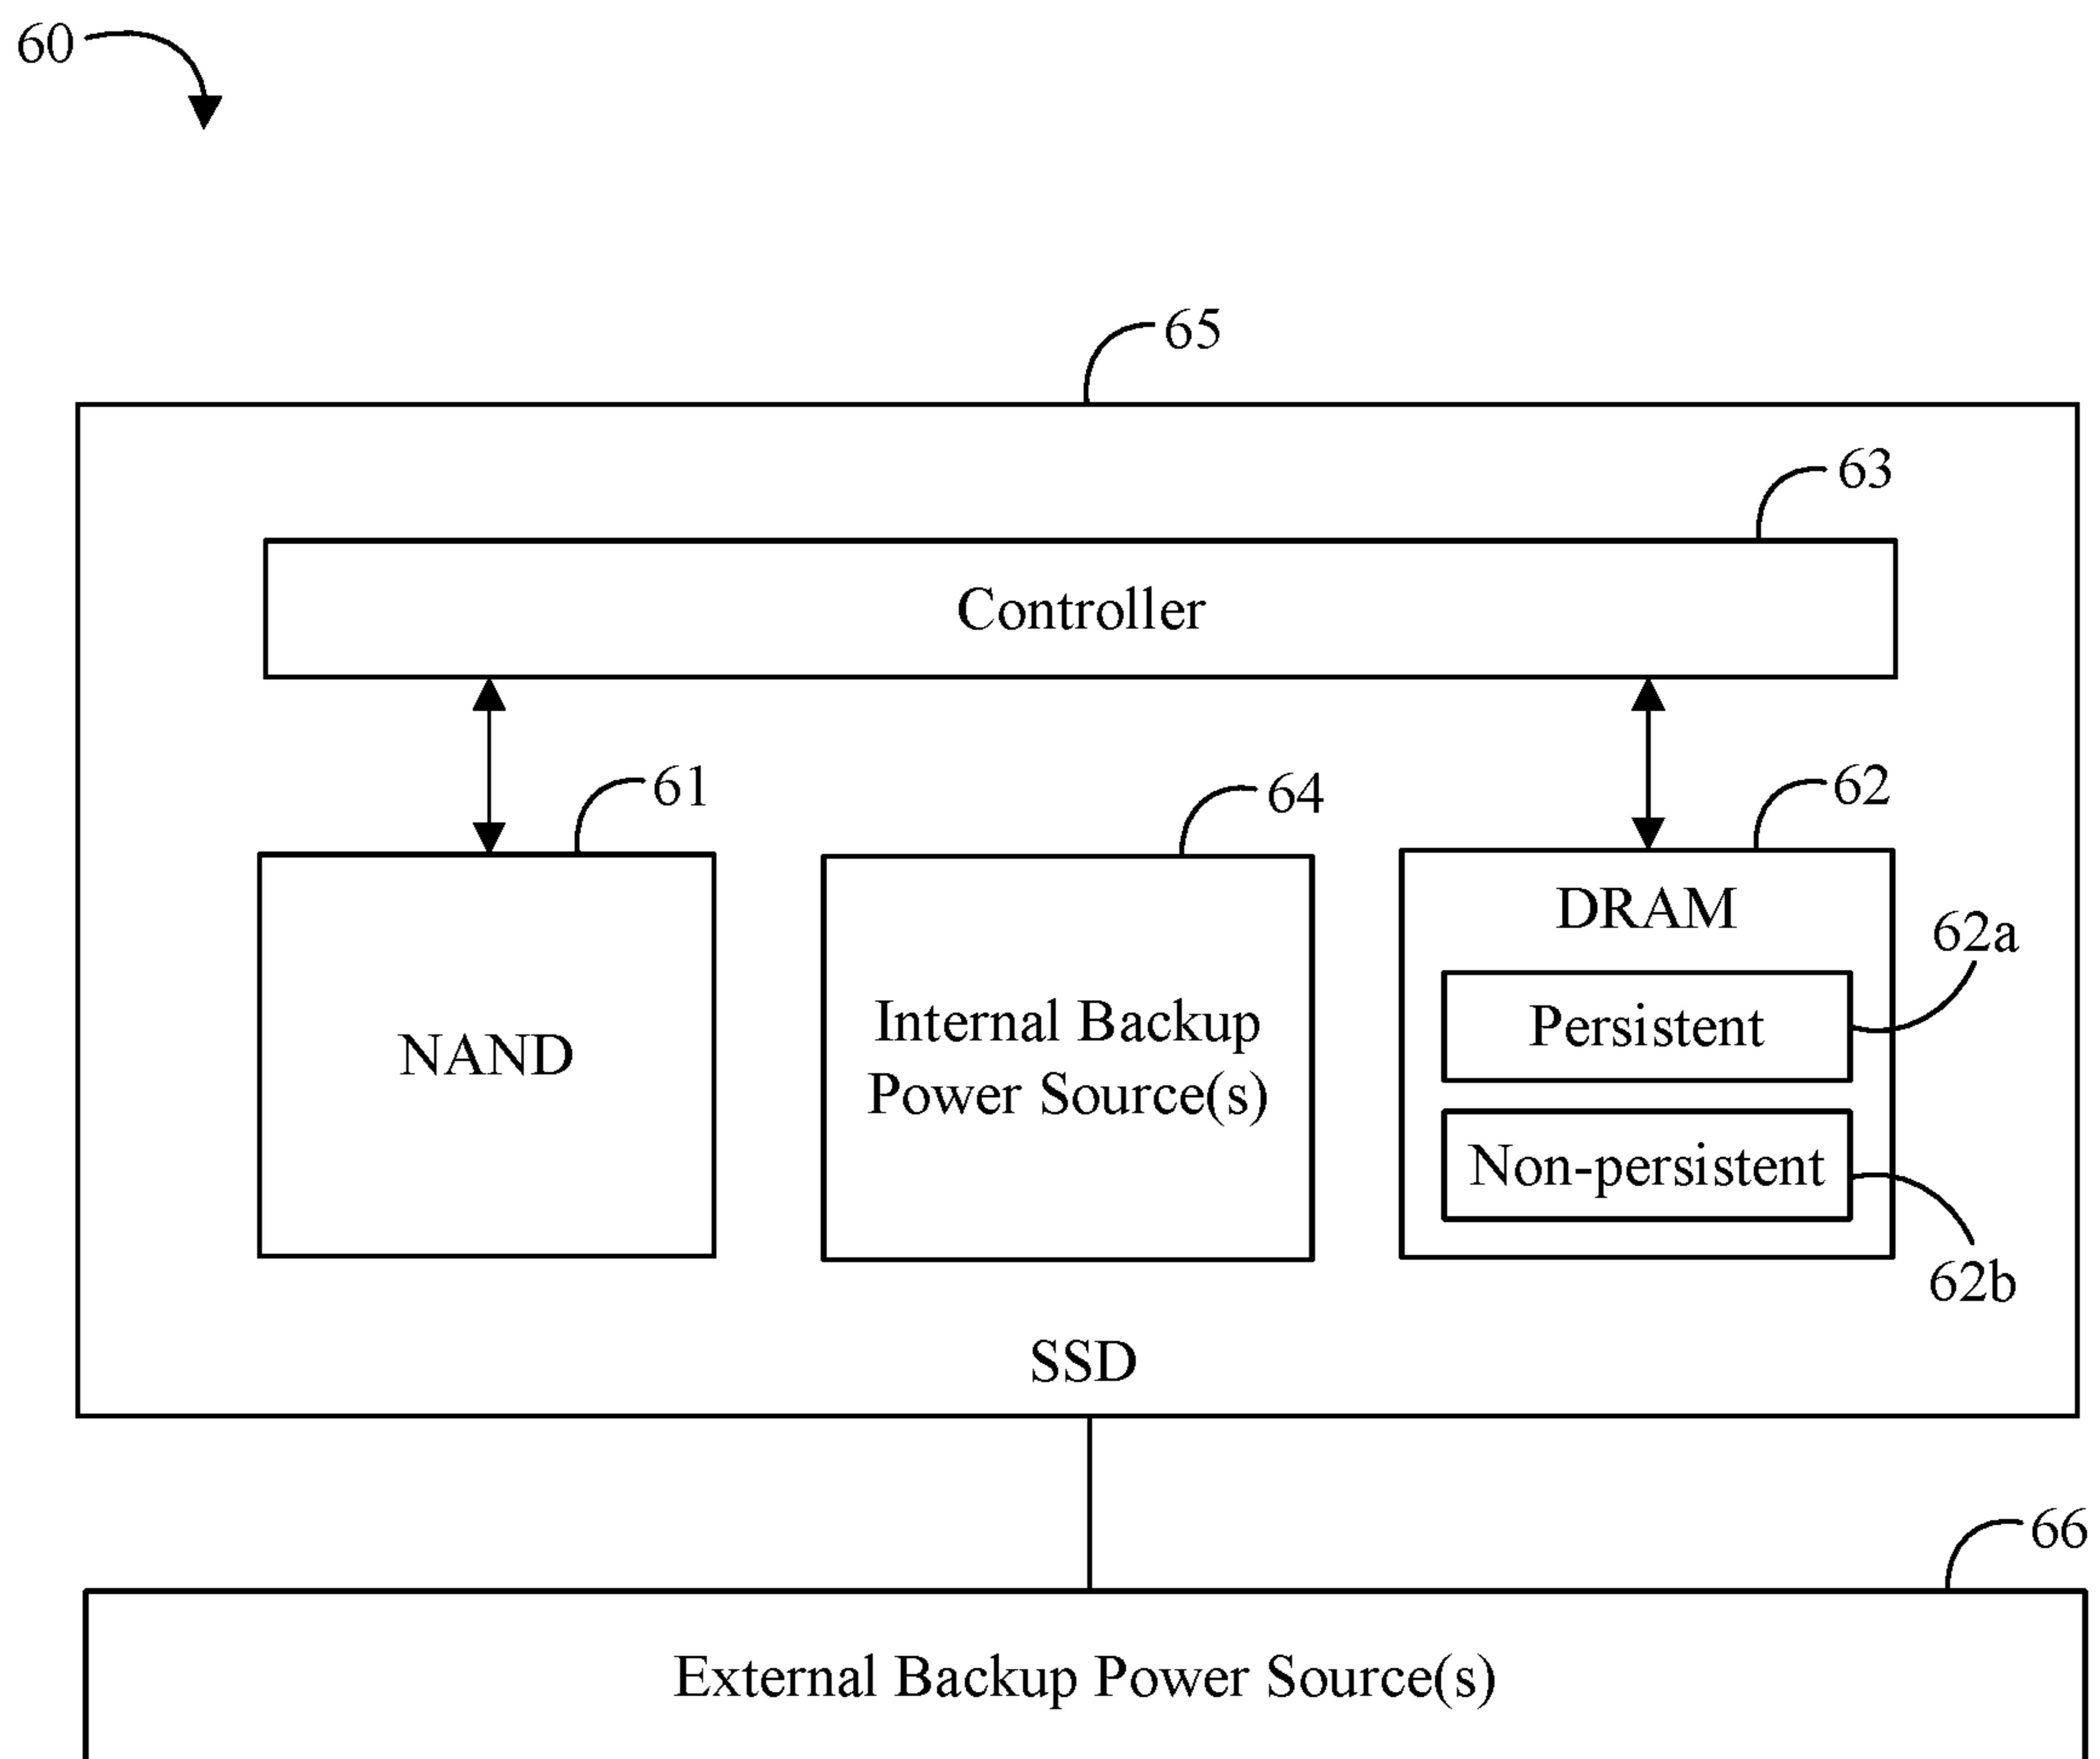 60
65
63
Controller
61
64
62
DRAM
62a
Persistent
NAND
Internal Backup
Power Source(s)
Non-persistent
62b
SSD
66
External Backup Power Source(s)